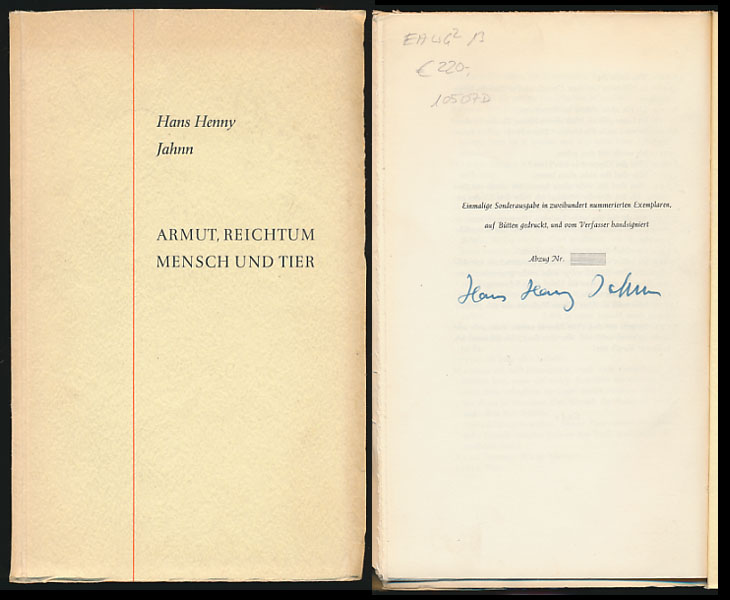 Hans Henny
Jahnn
ARMUT, REICHTUM
MENSCH UND TIER
€ 220,-
10507D
Einmalige Sonderausgabe in zweihundert nummerierten Exemplaren,
auf Bütten gedruckt, und vom Verfasser handsigniert
Abzug Nr.
Hans Henny Jahnn